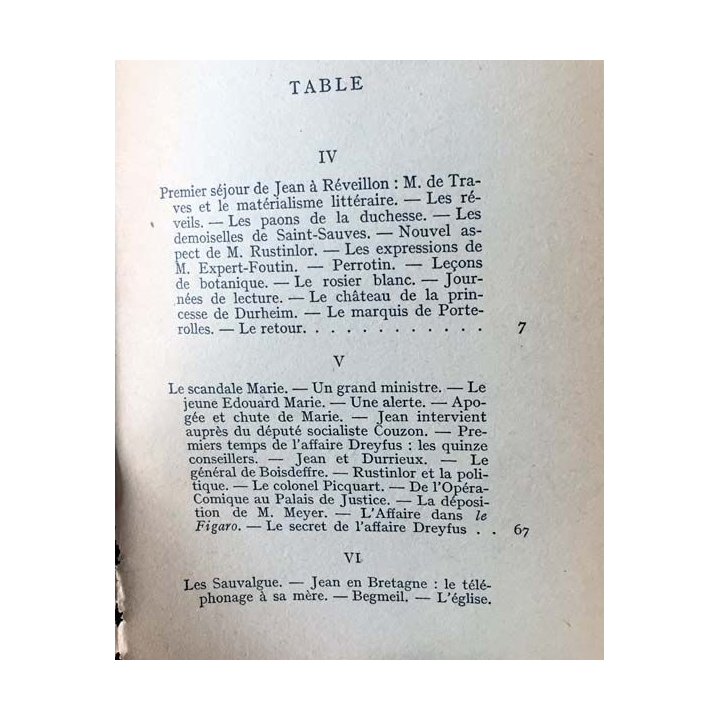 TABLE
IV
Premier séjour de Jean à Réveillon : M. de Tra-
ves et le matérialisme littéraire. — Les ré-
veils. — Les paons de la duchesse. — Les
demoiselles de Saint-Sauves. — Nouvel as-
pect de M. Rustinlor. — Les expressions de
M. Expert-Foutin. — Perrotin. — Leçons
de botanique. — Le rosier blanc. — Jour-
nées de lecture. — Le château de la prin-
cesse de Durheim. — Le marquis de Porte-
rolles. — Le retour. . . . . . . . . . . . . 7
V
Le scandale Marie. — Un grand ministre. — Le
jeune Edouard Marie. — Une alerte. — Apo-
gée et chute de Marie. — Jean intervient
auprès du député socialiste Couzon. — Pre-
miers temps de l'affaire Dreyfus : les quinze
conseillers. — Jean et Durrieux. — Le
général de Boisdeffre. — Rustinlor et la poli-
tique. — Le colonel Picquart. — De l'Opéra-
Comique au Palais de Justice. — La déposi-
tion de M. Meyer. — L'Affaire dans le
Figaro. — Le secret de l'affaire Dreyfus . . 67
VI
Les Sauvalgue. — Jean en Bretagne : le télé-
phonage à sa mère. — Begmeil. — L'église.